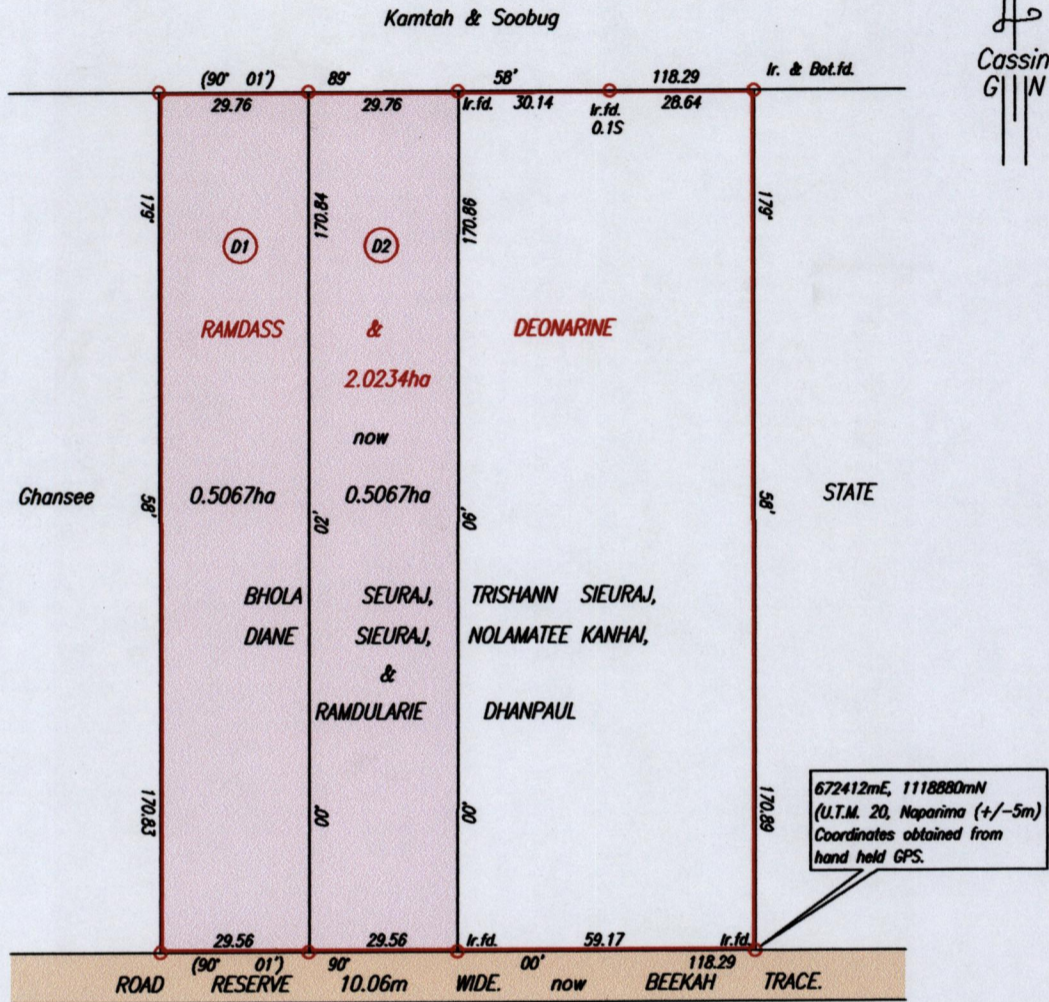 Kamtah & Soobug
Cassini
G N
(90° 01') 89° 58' 118.29 Ir. & Bot.fd.
29.76 29.76 Ir.fd. 30.14 Ir.fd. 28.64
0.1S
179° 170.84 170.86 179°
D1 D2
RAMDASS & DEONARINE
2.0234ha
now
Ghansee 58' 0.5067ha 0.5067ha 58' STATE
20' 06'
BHOLA SEURAJ, TRISHANN SIEURAJ,
DIANE SIEURAJ, NOLAMATEE KANHAI,
&
RAMDULARIE DHANPAUL
170.83 00' 00' 170.89
672412mE, 1118880mN
(U.T.M. 20, Naparima (+/-5m)
Coordinates obtained from
hand held GPS.
29.56 29.56 Ir.fd. 59.17 Ir.fd.
(90° 01') 90° 00' 118.29
ROAD RESERVE 10.06m WIDE. now BEEKAH TRACE.